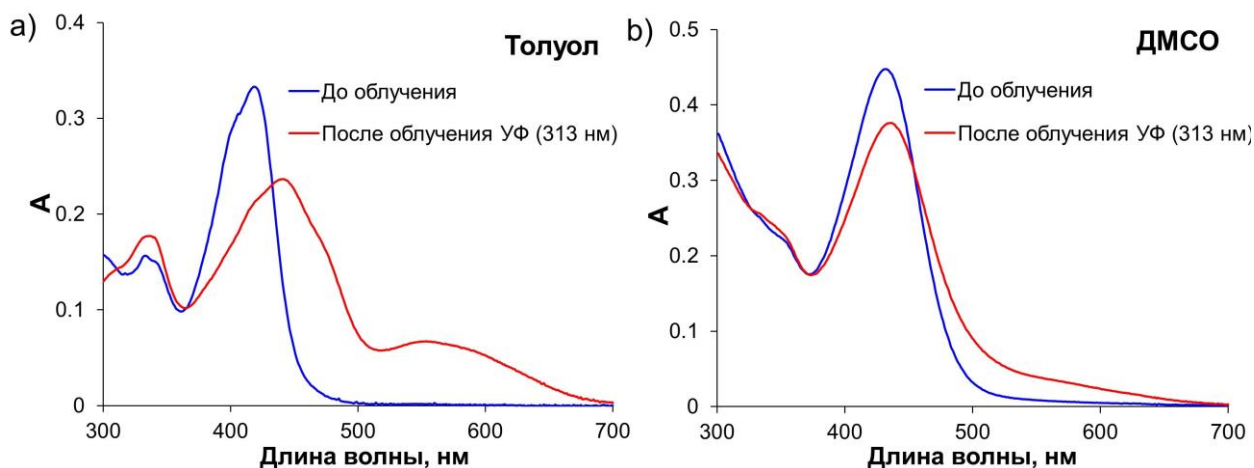 a)
Толуол
До облучения
После облучения УФ (313 нм)
0.4
0.3
0.2
0.1
0
A
300 400 500 600 700
Длина волны, нм
b)
ДМСО
До облучения
После облучения УФ (313 нм)
0.5
0.4
0.3
0.2
0.1
0.0
A
300 400 500 600 700
Длина волны, нм